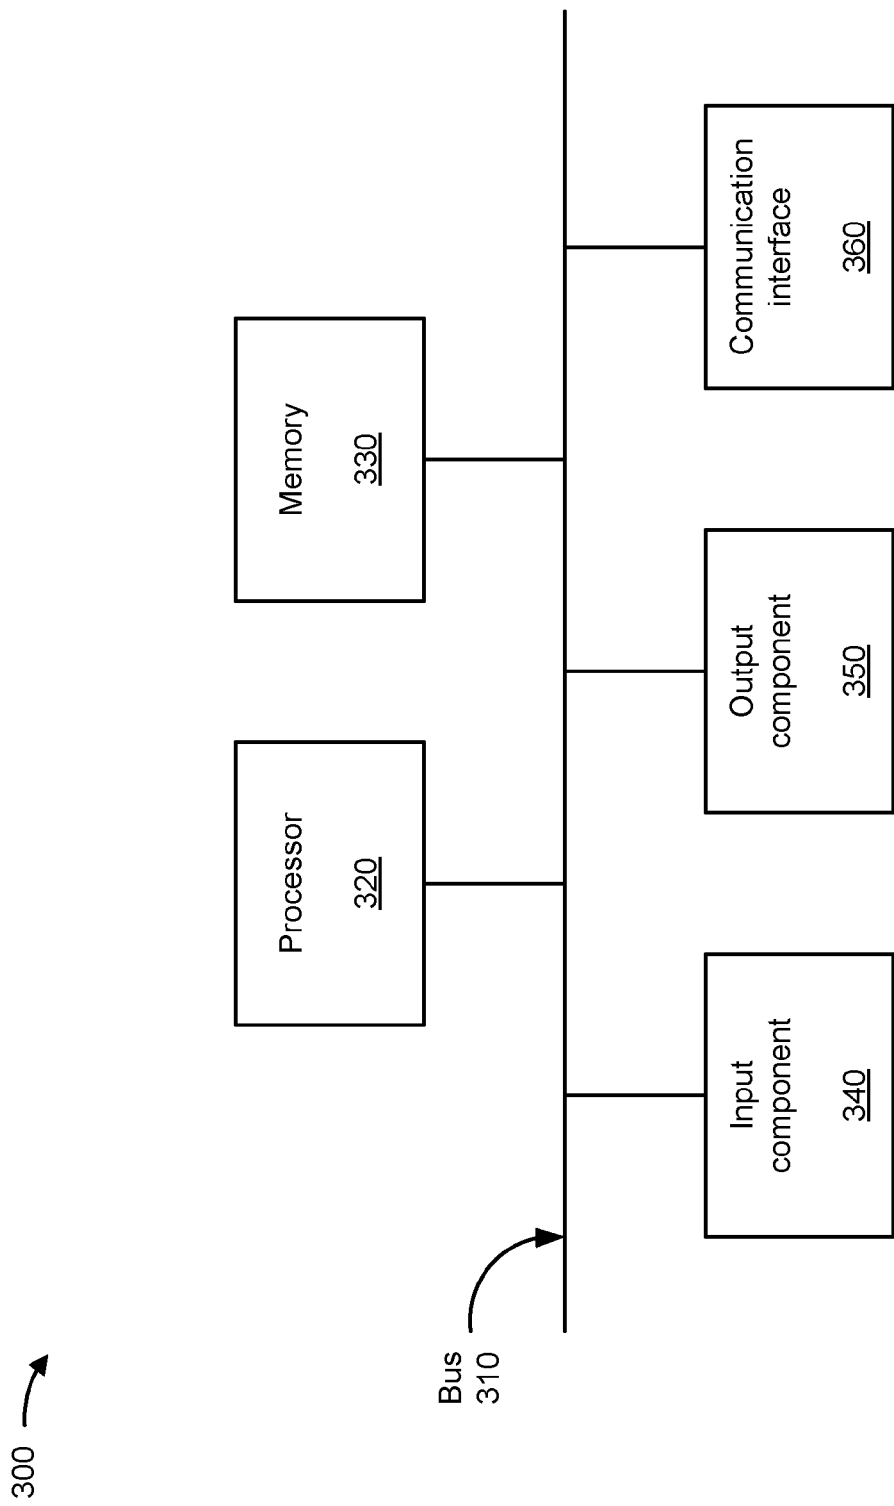 300
Bus
310
Processor
320
Memory
330
Input
component
340
Output
component
350
Communication
interface
360